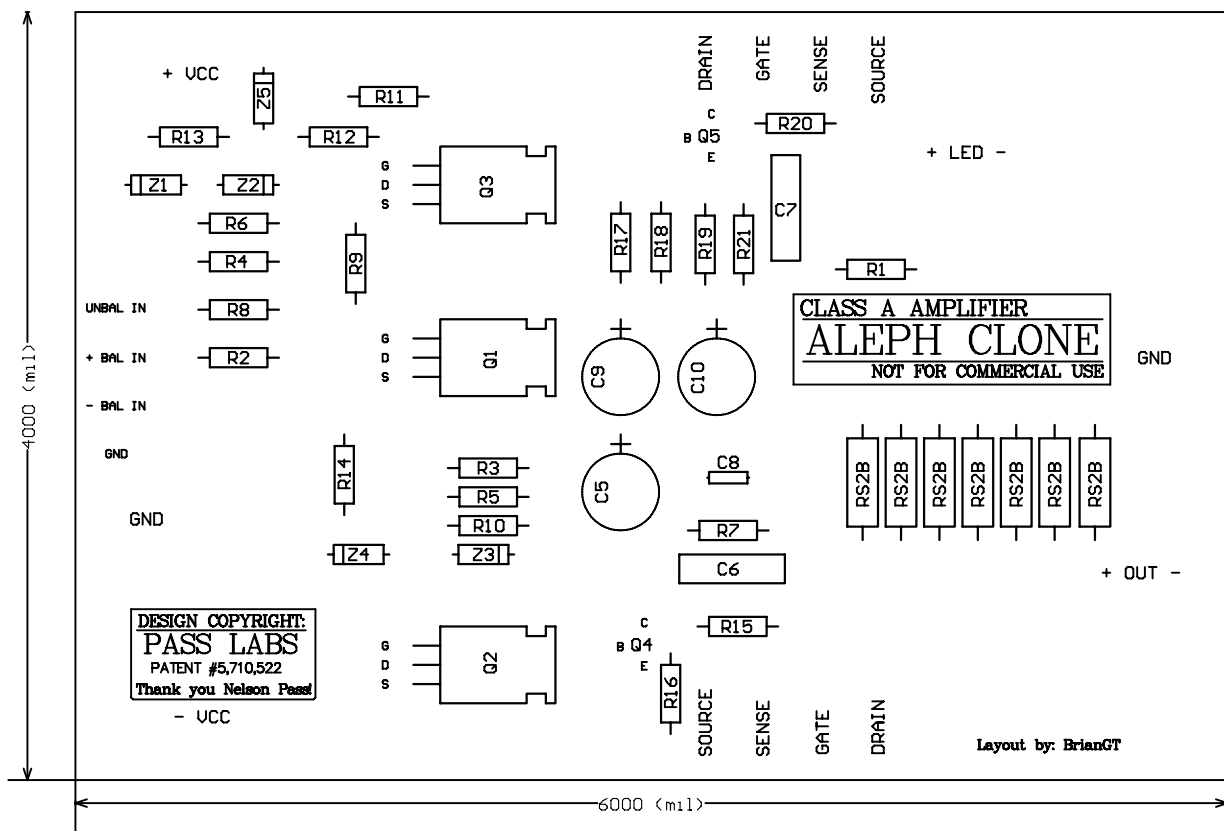 DRAIN
GATE
SENSE
SOURCE
+ VCC
Z5
R11
R13
R12
C
B Q5
E
R20
+ LED -
Z1
Z2
G
D
S
Q3
C7
R6
R4
R9
R17
R18
R19
R21
R1
UNBAL IN
R8
+ BAL IN
R2
- BAL IN
GND
GND
G
D
S
Q1
C9
C10
CLASS A AMPLIFIER
ALEPH CLONE
NOT FOR COMMERCIAL USE
GND
R14
R3
R5
R10
Z4
Z3
C5
C8
R7
C6
RS2B
RS2B
RS2B
RS2B
RS2B
RS2B
RS2B
+ OUT -
DESIGN COPYRIGHT:
PASS LABS
PATENT #5,710,522
Thank you Nelson Pass!
- VCC
G
D
S
Q2
C
B Q4
E
R15
R16
SOURCE
SENSE
GATE
DRAIN
Layout by: BrianGT
4000 (mil)
6000 (mil)